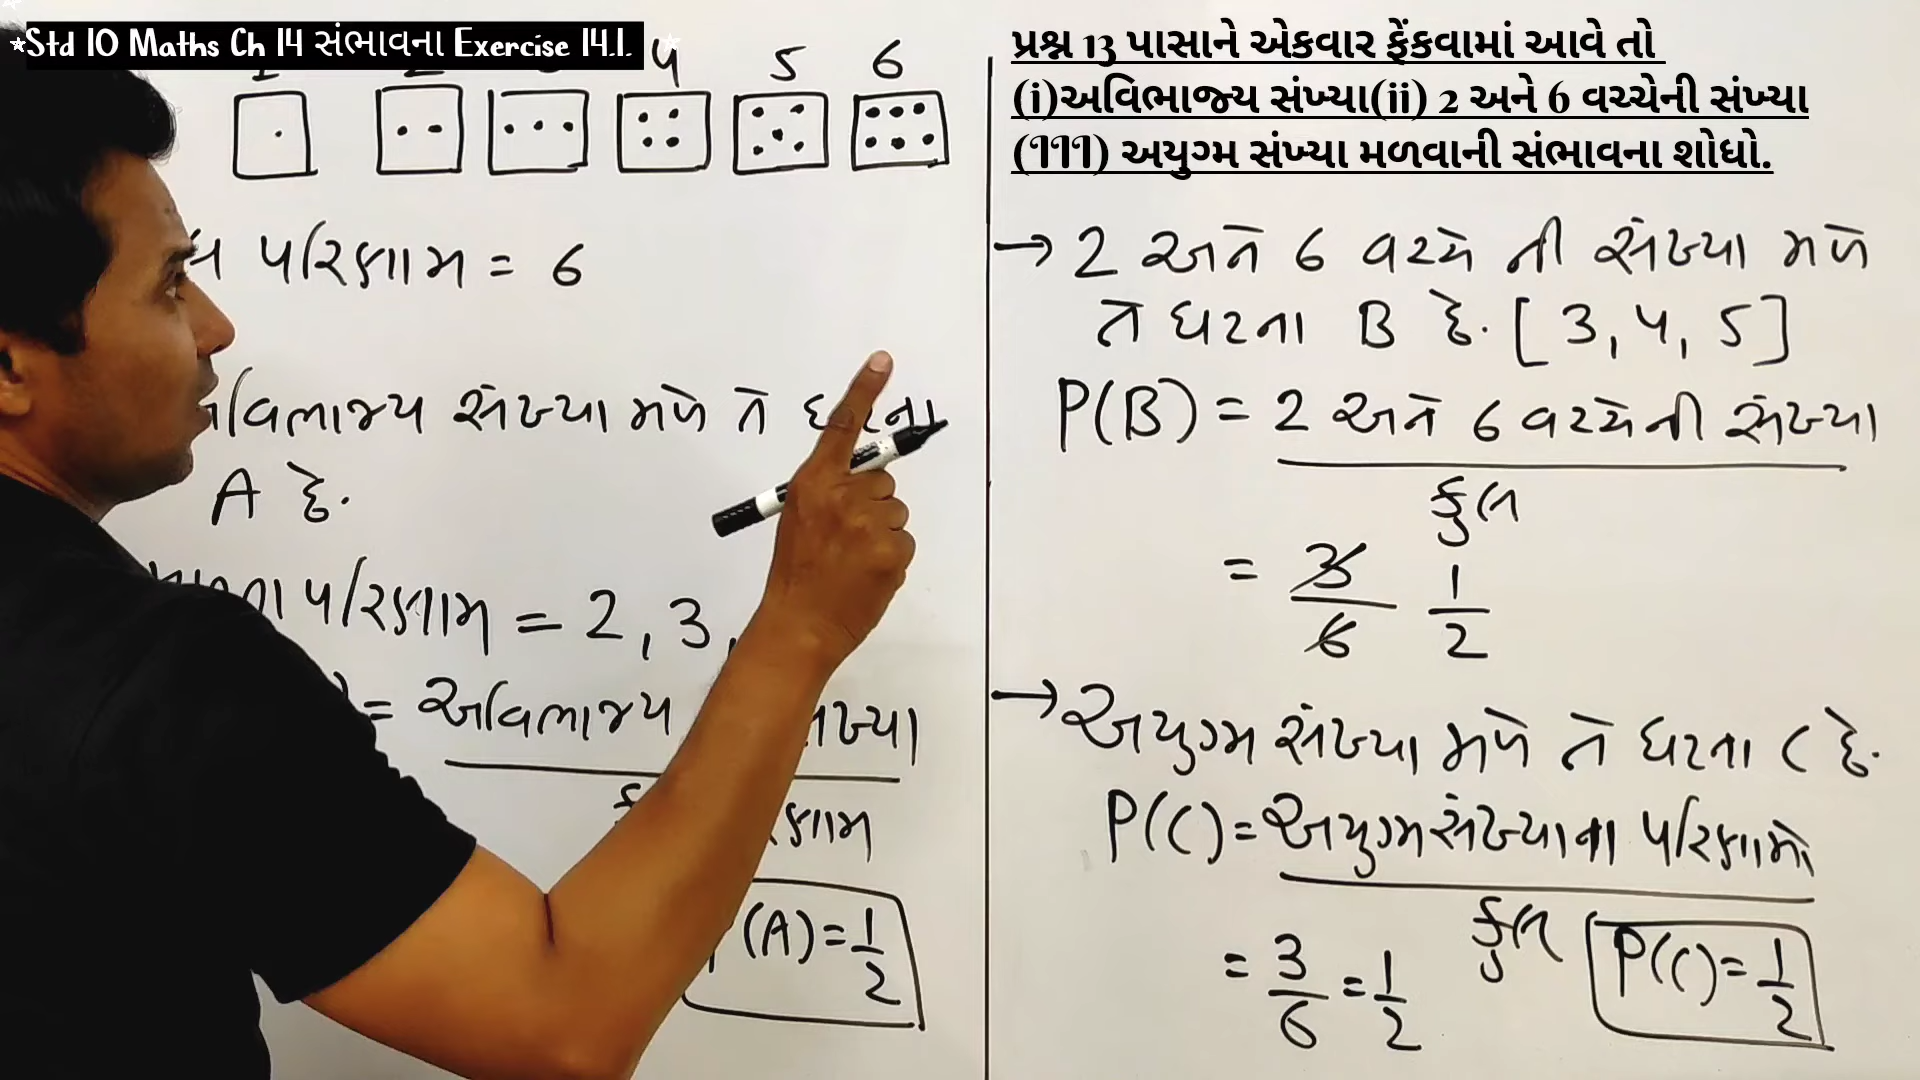 *Std 10 Maths Ch 14 સંભાવના Exercise 14.1.
4 5 6
પરિણામ = 6
અવિભાજ્ય સંખ્યા મળે તે ઘટના
A છે.
પરિણામ = 2, 3,
= અવિભાજ્ય
(A) = 1/2
પ્રશ્ન 13 પાસાને એકવાર ફેંકવામાં આવે તો
(i)અવિભાજ્ય સંખ્યા(ii) 2 અને 6 વચ્ચેની સંખ્યા
(111) અયુગ્મ સંખ્યા મળવાની સંભાવના શોધો.
→ 2 અને 6 વચ્ચે ની સંખ્યા મળે
તે ઘટના B છે. [3, 4, 5]
P(B) = 2 અને 6 વચ્ચેની સંખ્યા
કુલ
= 3/6 1/2
→ અયુગ્મ સંખ્યા મળે તે ઘટના C છે.
P(C) = અયુગ્મ સંખ્યાના પરિણામો
કુલ
= 3/6 = 1/2
P(C) = 1/2